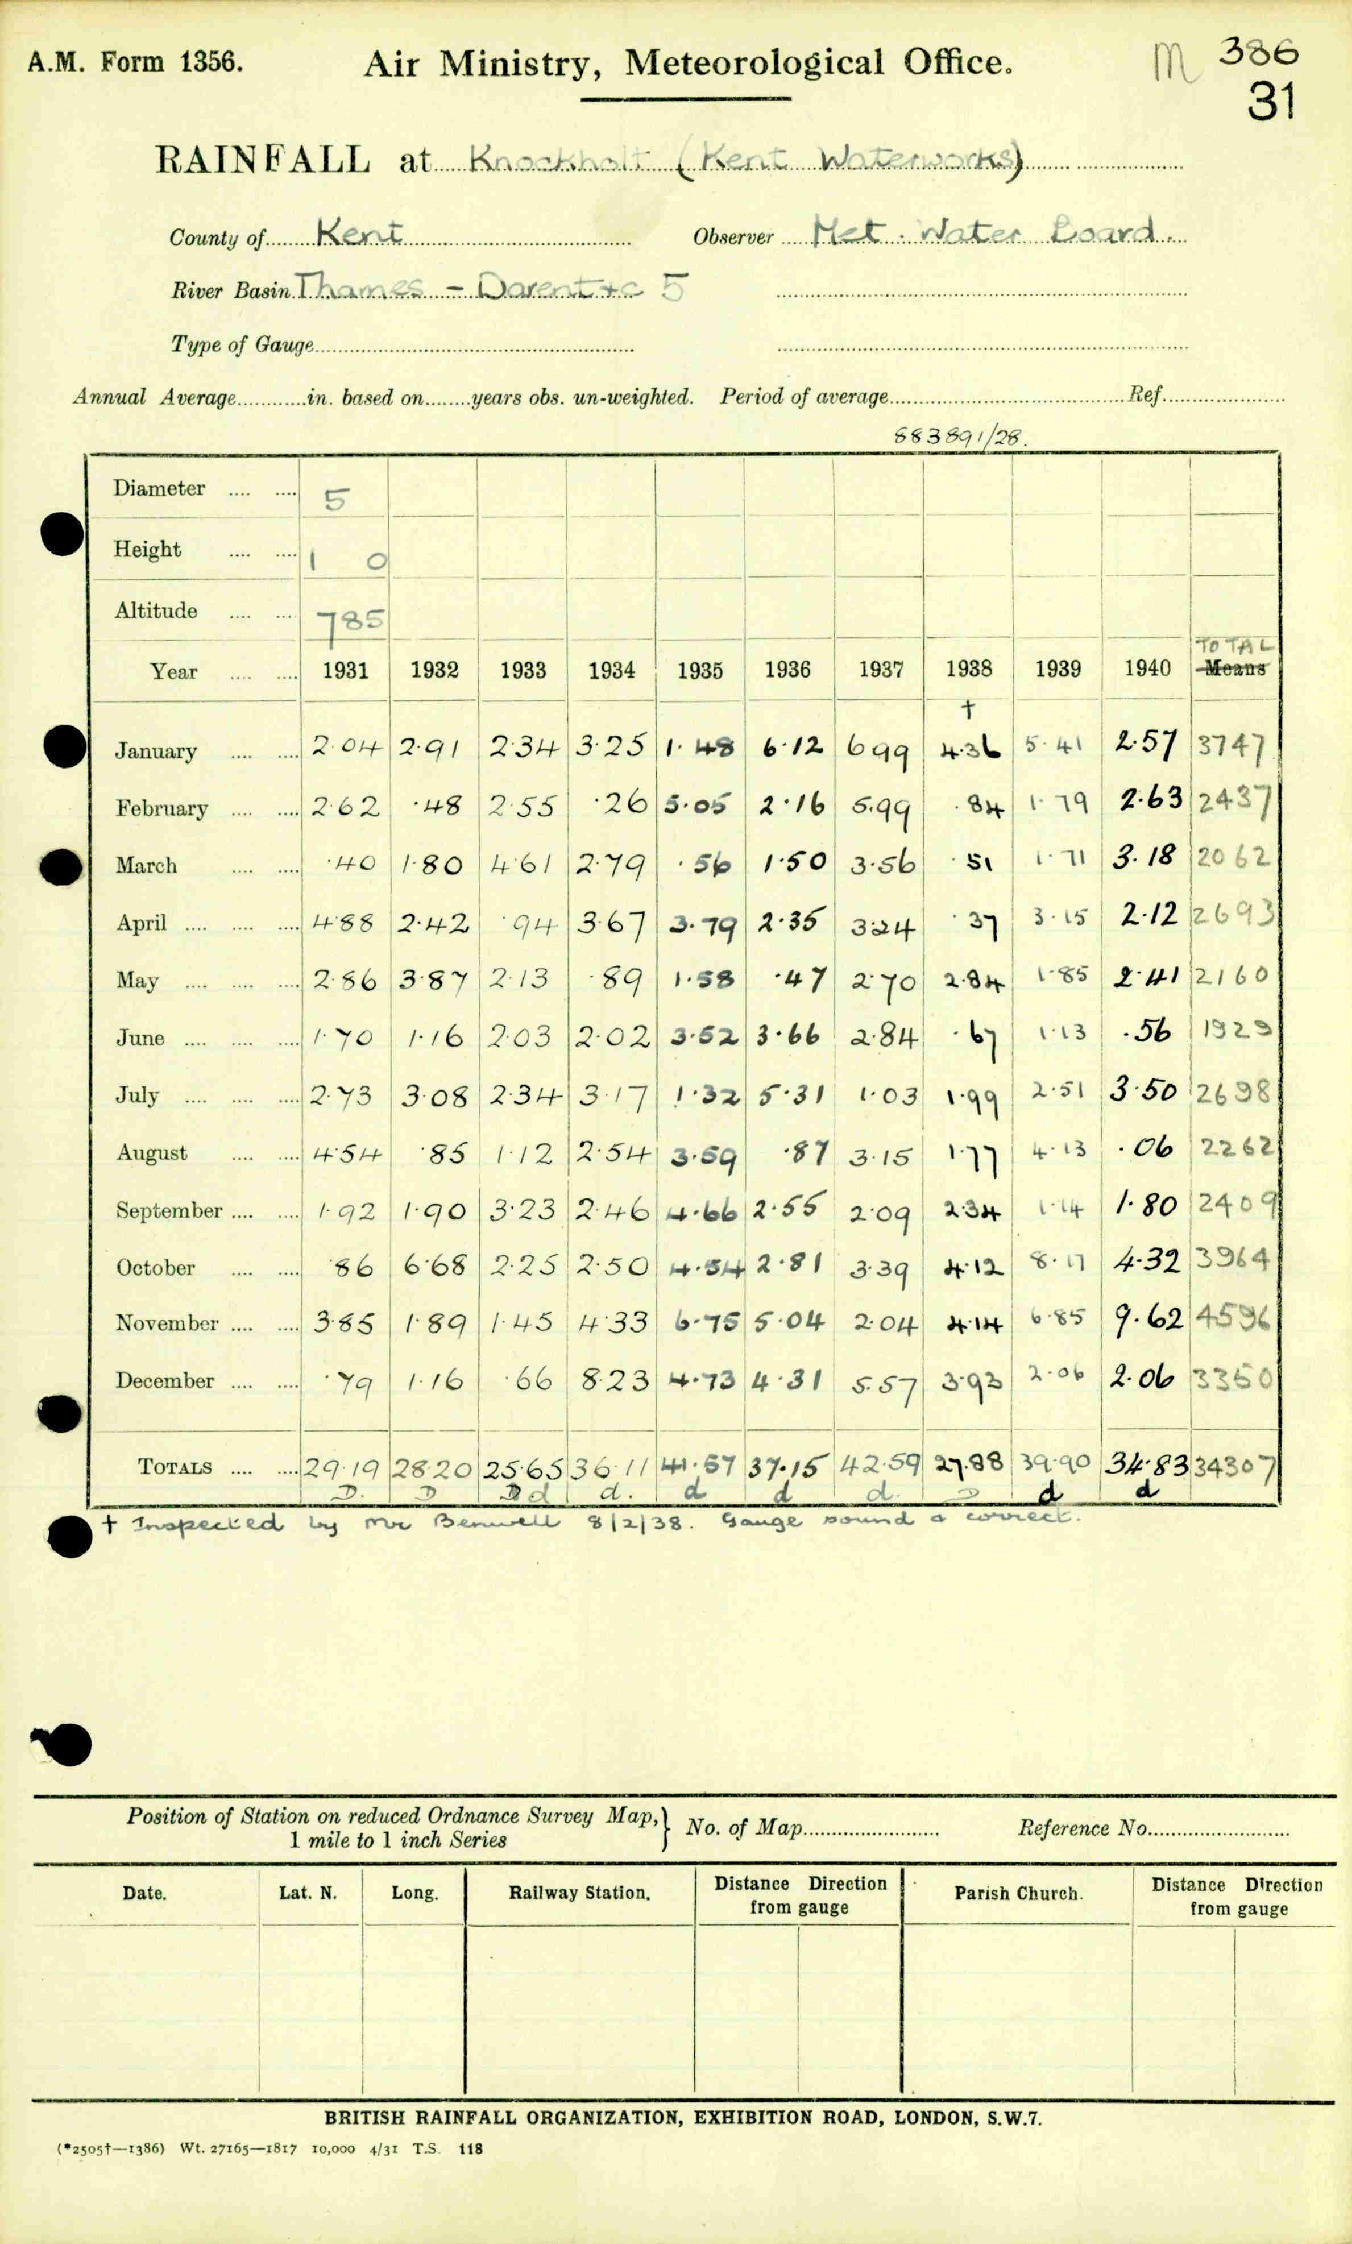 A.M. Form 1356.
Air Ministry, Meteorological Office.
M 386
31
RAINFALL at Knockholt (Kent Waterworks)
County of Kent Observer Met. Water Board.
River Basin Thames - Darent +c 5
Type of Gauge
Annual Average in. based on years obs. un-weighted. Period of average Ref.
883891/28.
Diameter 5
Height 1 0
Altitude 785
TOTAL
Year 1931 1932 1933 1934 1935 1936 1937 1938 1939 1940 Means
†
January 2.04 2.91 2.34 3.25 1.48 6.12 6.99 4.36 5.41 2.57 3747
February 2.62 .48 2.55 .26 5.05 2.16 5.99 .84 1.79 2.63 2437
March .40 1.80 4.61 2.79 .56 1.50 3.56 .51 1.71 3.18 2062
April 4.88 2.42 .94 3.67 3.79 2.35 3.24 .37 3.15 2.12 2693
May 2.86 3.87 2.13 .89 1.58 .47 2.70 2.84 1.85 2.41 2160
June 1.70 1.16 2.03 2.02 3.52 3.66 2.84 .67 1.13 .56 1929
July 2.73 3.08 2.34 3.17 1.32 5.31 1.03 1.99 2.51 3.50 2698
August 4.54 .85 1.12 2.54 3.59 .87 3.15 1.77 4.13 .06 2262
September 1.92 1.90 3.23 2.46 4.66 2.55 2.09 2.34 1.14 1.80 2409
October .86 6.68 2.25 2.50 4.54 2.81 3.39 4.12 8.17 4.32 3964
November 3.85 1.89 1.45 4.33 6.75 5.04 2.04 4.14 6.85 9.62 4596
December .79 1.16 .66 8.23 4.73 4.31 5.57 3.93 2.06 2.06 3350
TOTALS 29.19 28.20 25.65 36.11 41.57 37.15 42.59 27.88 39.90 34.83 34307
D. D D d d. d d d. D d d
† Inspected by Mr Benwell 8/2/38. Gauge sound & correct.
Position of Station on reduced Ordnance Survey Map,} No. of Map Reference No.
1 mile to 1 inch Series
Date. Lat. N. Long. Railway Station. Distance Direction from gauge Parish Church. Distance Direction from gauge
BRITISH RAINFALL ORGANIZATION, EXHIBITION ROAD, LONDON, S.W.7.
(*2505†—1386) Wt. 27165—1817 10,000 4/31 T.S. 118